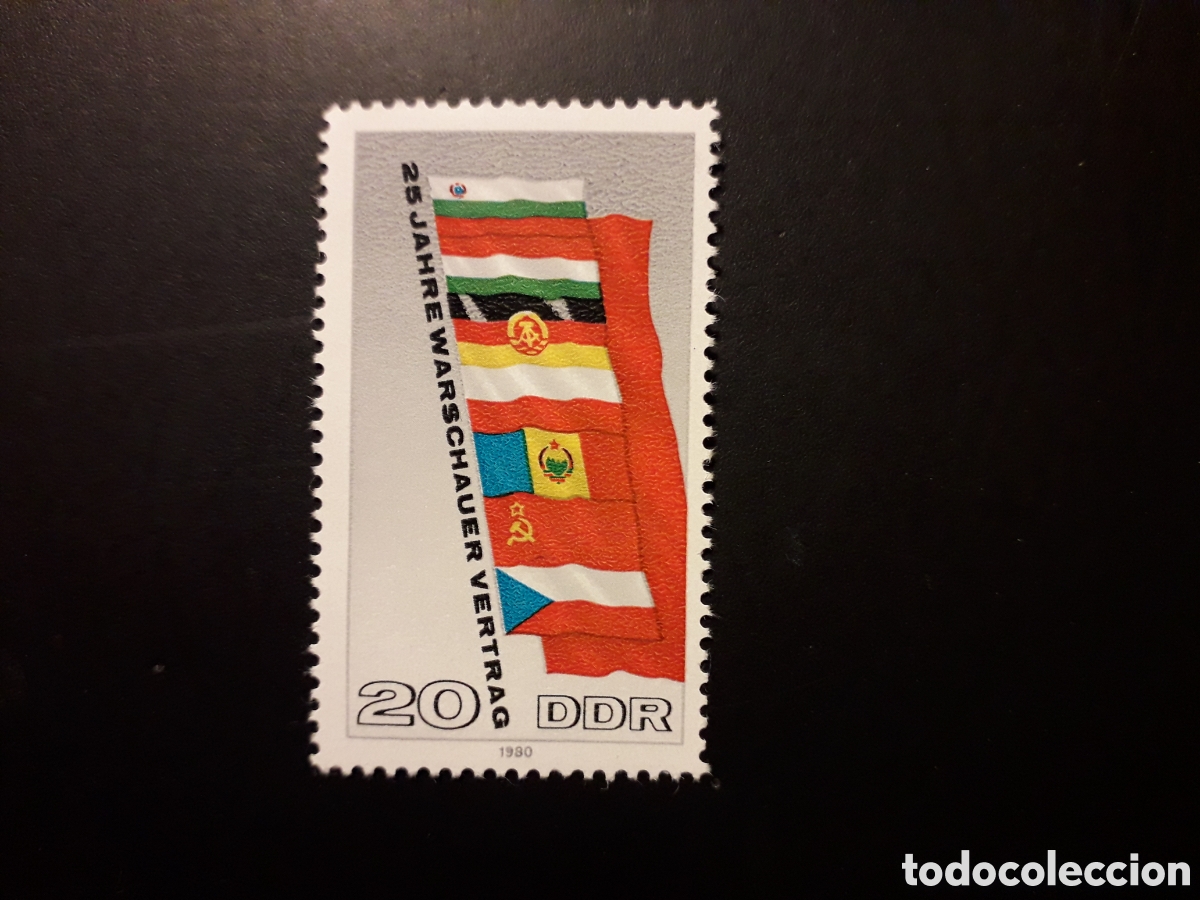 25 JAHRE WARSCHAUER VERTRAG
20 DDR
1980
todocoleccion